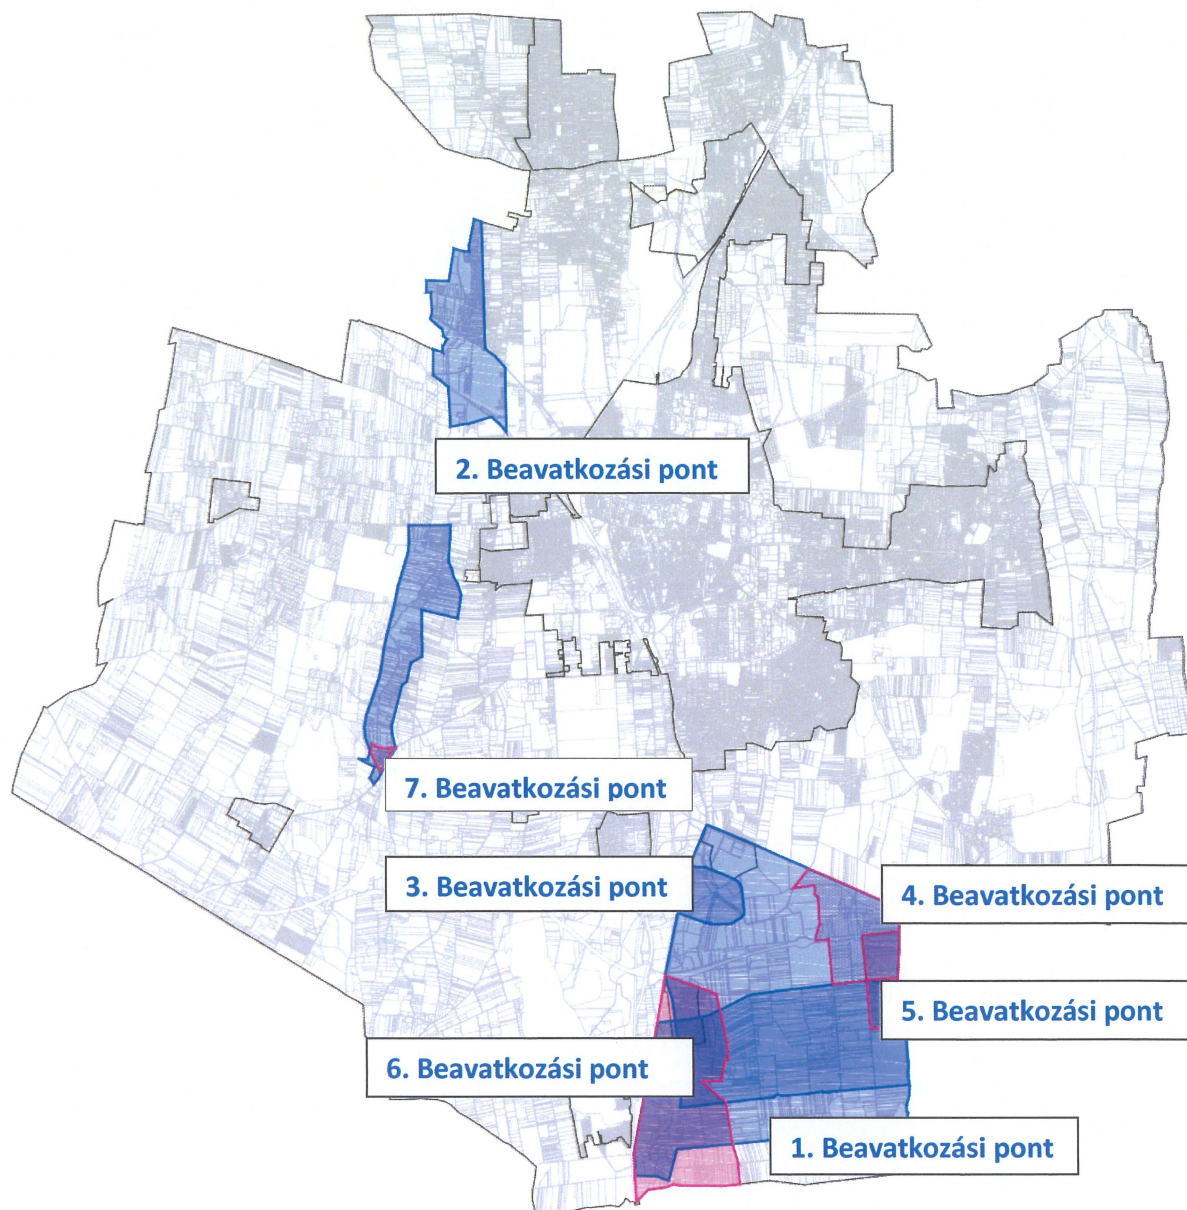 2. Beavatkozási pont
7. Beavatkozási pont
3. Beavatkozási pont
4. Beavatkozási pont
5. Beavatkozási pont
6. Beavatkozási pont
1. Beavatkozási pont